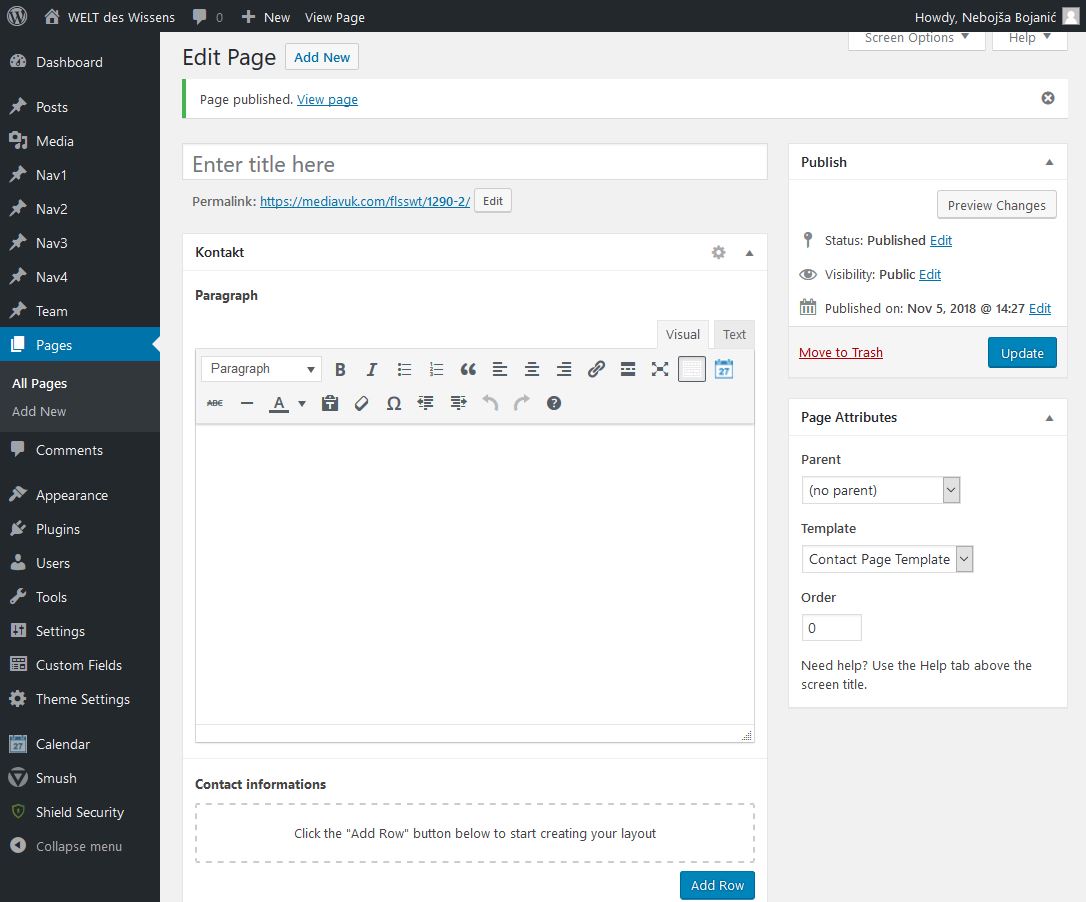 WELT des Wissens 0 New View Page Howdy, Nebojša Bojanić
Dashboard
Posts
Media
Nav1
Nav2
Nav3
Nav4
Team
Pages
All Pages
Add New
Comments
Appearance
Plugins
Users
Tools
Settings
Custom Fields
Theme Settings
27 Calendar
Smush
Shield Security
Collapse menu
Screen Options Help
Edit Page Add New
Page published. View page
Enter title here
Permalink: https://mediavuk.com/flsswt/1290-2/ Edit
Kontakt
Paragraph
Visual Text
Paragraph B I 27
ABC A Ω
Contact informations
Click the "Add Row" button below to start creating your layout
Add Row
Publish
Preview Changes
Status: Published Edit
Visibility: Public Edit
Published on: Nov 5, 2018 @ 14:27 Edit
Move to Trash Update
Page Attributes
Parent
(no parent)
Template
Contact Page Template
Order
0
Need help? Use the Help tab above the
screen title.